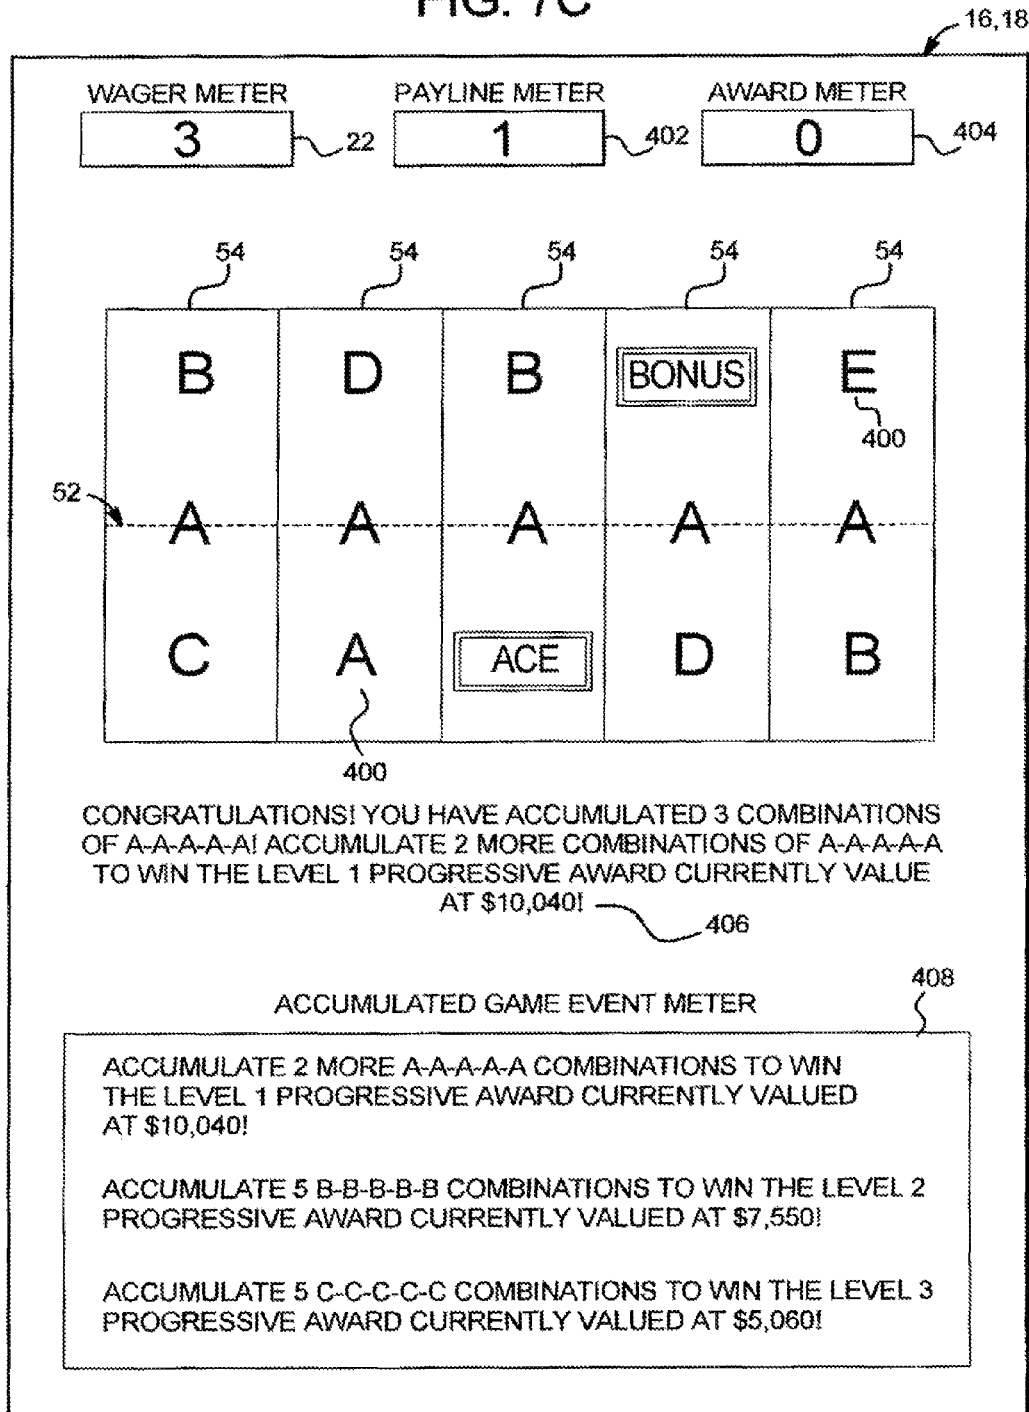 FIG. 7C
16,18
WAGER METER PAYLINE METER AWARD METER
3 22 1 402 0 404
54 54 54 54 54
B D B BONUS E
400
52
A A A A A
C A ACE D B
400
CONGRATULATIONS! YOU HAVE ACCUMULATED 3 COMBINATIONS
OF A-A-A-A-A! ACCUMULATE 2 MORE COMBINATIONS OF A-A-A-A-A
TO WIN THE LEVEL 1 PROGRESSIVE AWARD CURRENTLY VALUE
AT $10,040!
406
408
ACCUMULATED GAME EVENT METER
ACCUMULATE 2 MORE A-A-A-A-A COMBINATIONS TO WIN
THE LEVEL 1 PROGRESSIVE AWARD CURRENTLY VALUED
AT $10,040!
ACCUMULATE 5 B-B-B-B-B COMBINATIONS TO WIN THE LEVEL 2
PROGRESSIVE AWARD CURRENTLY VALUED AT $7,550!
ACCUMULATE 5 C-C-C-C-C COMBINATIONS TO WIN THE LEVEL 3
PROGRESSIVE AWARD CURRENTLY VALUED AT $5,060!